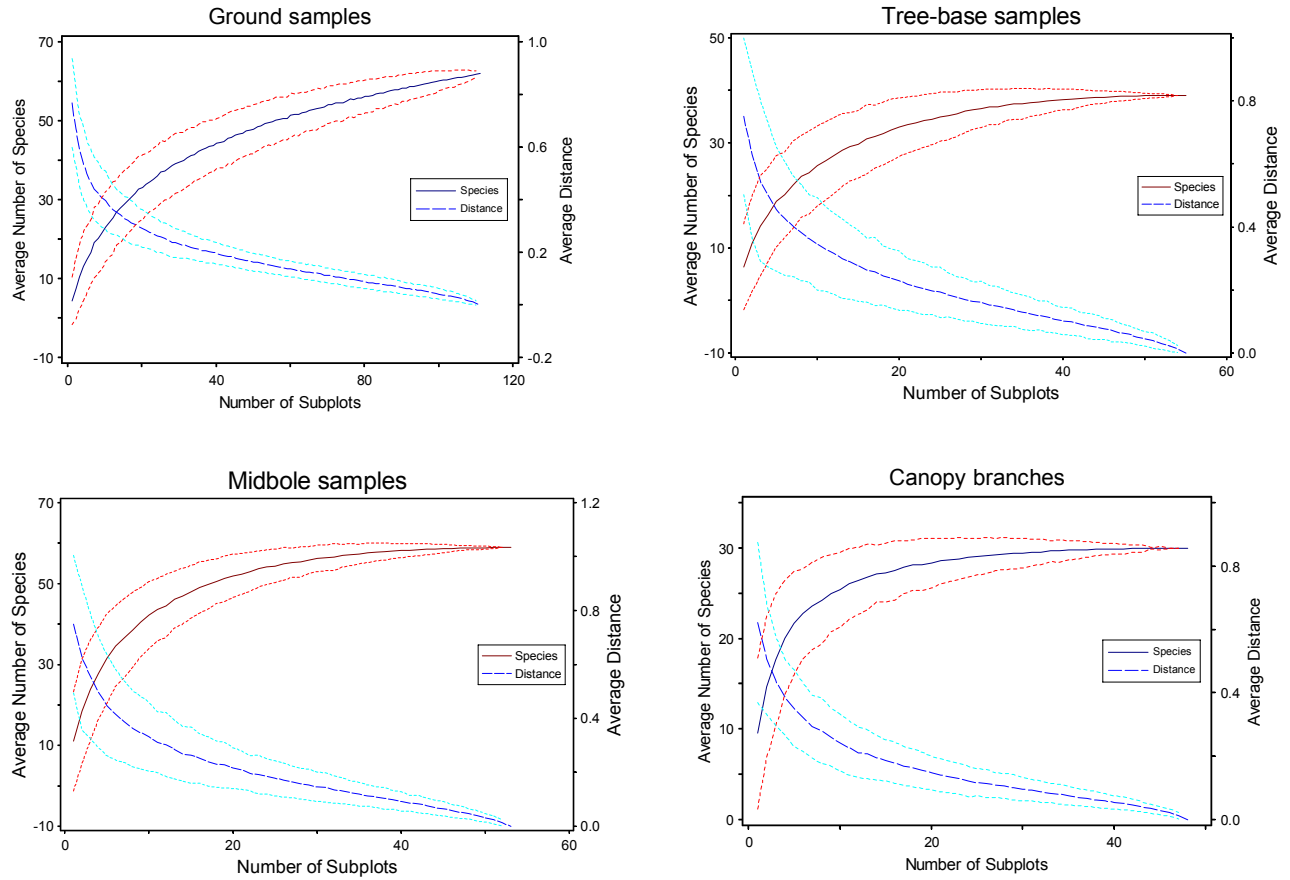 Ground samples
70
50
30
10
-10
1.0
0.6
0.2
-0.2
0
40
80
120
Average Number of Species
Average Distance
Number of Subplots
Species
Distance
Tree-base samples
50
30
10
-10
0.8
0.4
0.0
0
20
40
60
Average Number of Species
Average Distance
Number of Subplots
Species
Distance
Midbole samples
70
50
30
10
-10
1.2
0.8
0.4
0.0
0
20
40
60
Average Number of Species
Average Distance
Number of Subplots
Species
Distance
Canopy branches
30
20
10
0
0.8
0.4
0.0
0
20
40
Average Number of Species
Average Distance
Number of Subplots
Species
Distance